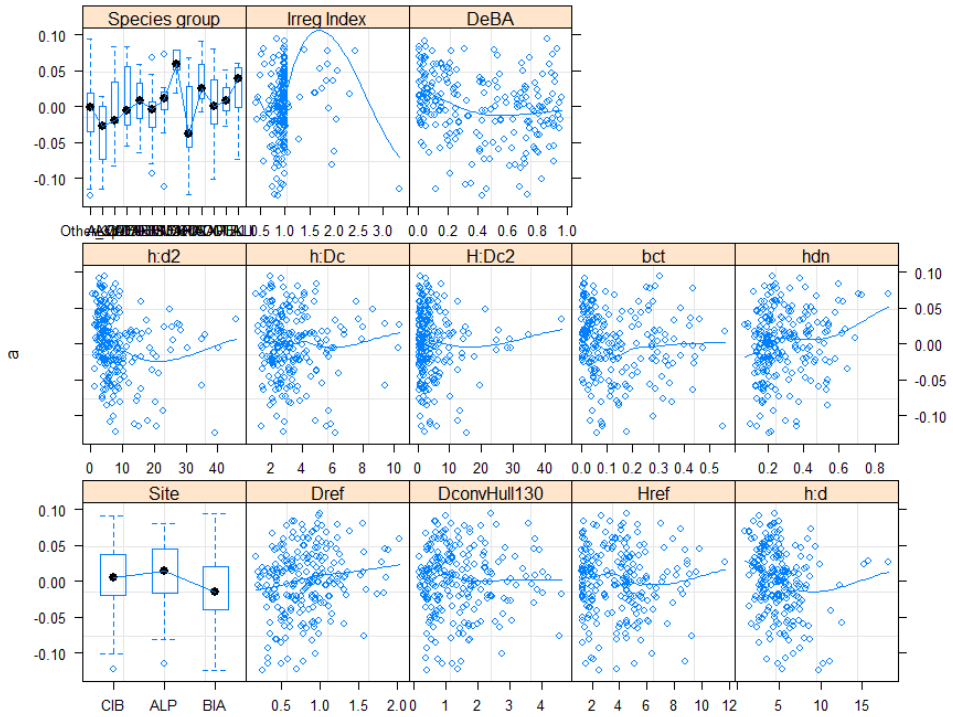 Species group Irreg Index DeBA
0.10
0.05
0.00
-0.05
-0.10
0.5 1.0 1.5 2.0 2.5 3.0 0.0 0.2 0.4 0.6 0.8 1.0
h:d2 h:Dc H:Dc2 bct hdn
0.10
0.05
0.00
-0.05
-0.10
0 10 20 30 40 2 4 6 8 10 0 10 20 30 40 0.0 0.1 0.2 0.3 0.4 0.5 0.2 0.4 0.6 0.8
a
Site Dref DconvHull130 Href h:d
0.10
0.05
0.00
-0.05
-0.10
CIB ALP BIA 0.5 1.0 1.5 2.0 0 1 2 3 4 2 4 6 8 10 12 5 10 15